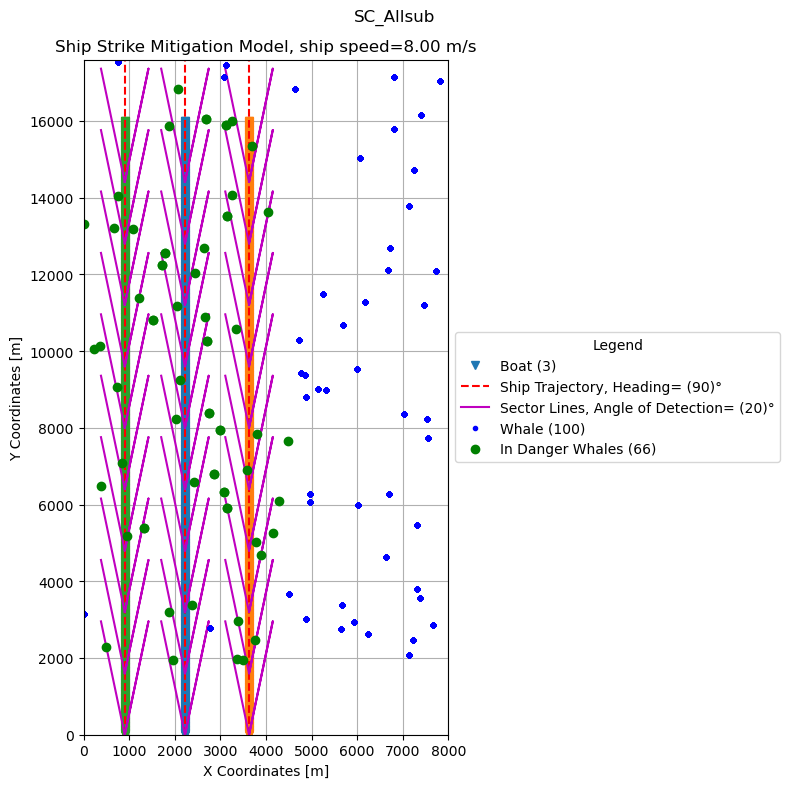 SC_Allsub
Ship Strike Mitigation Model, ship speed=8.00 m/s
Y Coordinates [m]
16000
14000
12000
10000
8000
6000
4000
2000
0
0 1000 2000 3000 4000 5000 6000 7000 8000
X Coordinates [m]
Legend
Boat (3)
Ship Trajectory, Heading= (90)°
Sector Lines, Angle of Detection= (20)°
Whale (100)
In Danger Whales (66)